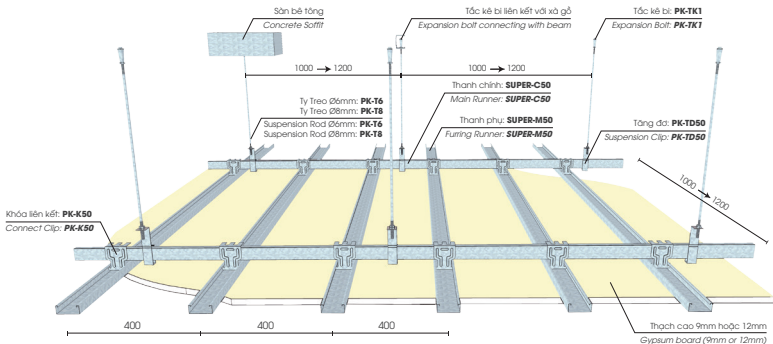 Sàn bê tông
Concrete Soffit
Tắc kê bi liên kết với xà gồ
Expansion bolt connecting with beam
Tắc kê bi: PK-TK1
Expansion Bolt: PK-TK1
1000 → 1200
1000 → 1200
Thanh chính: SUPER-C50
Main Runner: SUPER-C50
Ty Treo Ø6mm: PK-T6
Ty Treo Ø8mm: PK-T8
Suspension Rod Ø6mm: PK-T6
Suspension Rod Ø8mm: PK-T8
Thanh phụ: SUPER-M50
Furring Runner: SUPER-M50
Tăng đơ: PK-TD50
Suspension Clip: PK-TD50
1000 → 1200
Khóa liên kết: PK-K50
Connect Clip: PK-K50
400
400
400
Thạch cao 9mm hoặc 12mm
Gypsum board (9mm or 12mm)